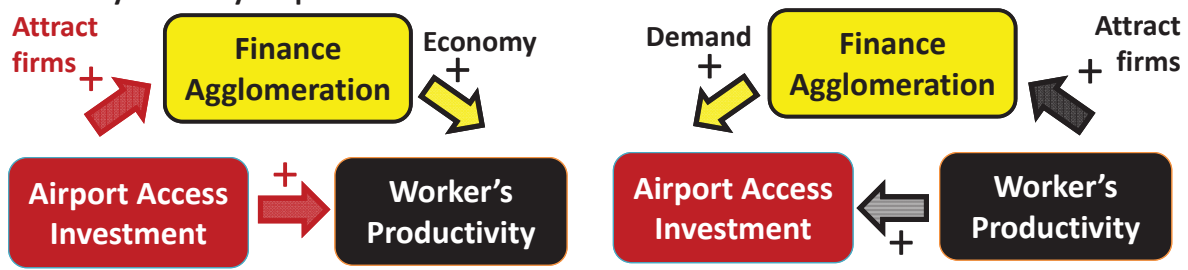 Attract
firms
+
Finance
Agglomeration
Economy
+
Airport Access
Investment
+
Worker's
Productivity
Demand
+
Finance
Agglomeration
Attract
firms
+
Airport Access
Investment
+
Worker's
Productivity